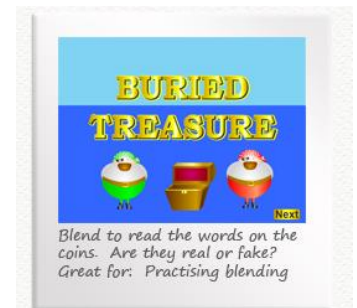 BURIED
TREASURE
Next
Blend to read the words on the
coins. Are they real or fake?
Great for: Practising blending